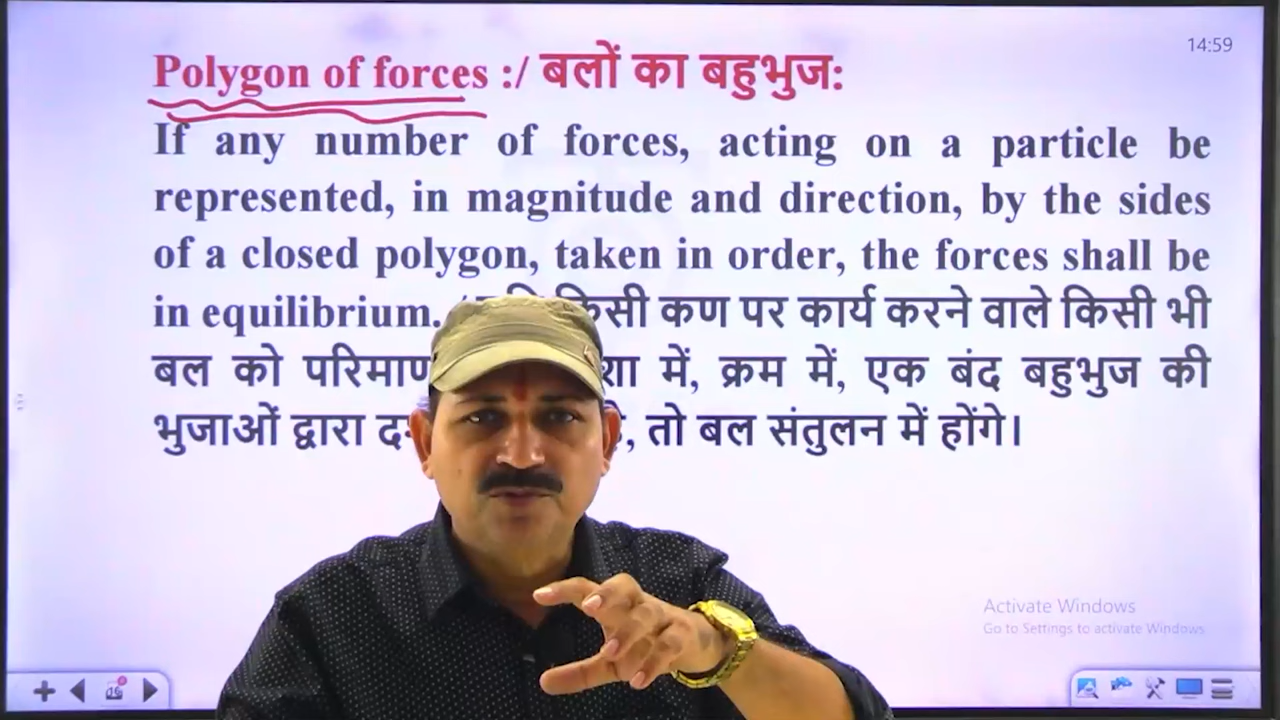 14:59
Polygon of forces :/ बलों का बहुभुज:
If any number of forces, acting on a particle be
represented, in magnitude and direction, by the sides
of a closed polygon, taken in order, the forces shall be
in equilibrium. किसी कण पर कार्य करने वाले किसी भी
बल को परिमाण में, क्रम में, एक बंद बहुभुज की
भुजाओं द्वारा तो बल संतुलन में होंगे।
Activate Windows
Go to Settings to activate Windows